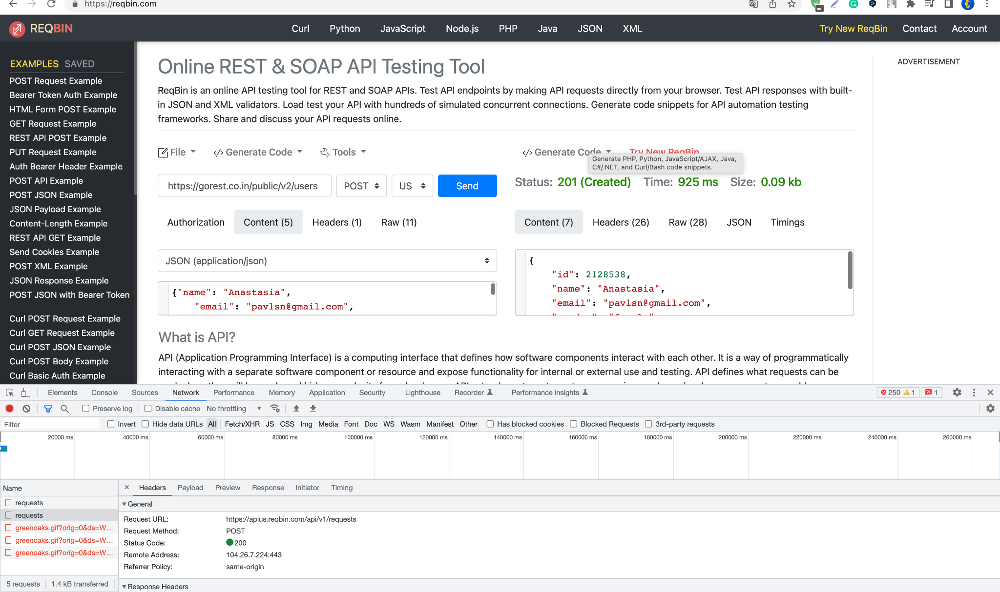 https://reqbin.com
REQBIN
Curl Python JavaScript Node.js PHP Java JSON XML
Try New ReqBin Contact Account
EXAMPLES SAVED
POST Request Example
Bearer Token Auth Example
HTML Form POST Example
GET Request Example
REST API POST Example
PUT Request Example
Auth Bearer Header Example
POST API Example
POST JSON Example
JSON Payload Example
Content-Length Example
REST API GET Example
Send Cookies Example
POST XML Example
JSON Response Example
POST JSON with Bearer Token
Curl POST Request Example
Curl GET Request Example
Curl POST JSON Example
Curl POST Body Example
Curl Basic Auth Example
Online REST & SOAP API Testing Tool
ReqBin is an online API testing tool for REST and SOAP APIs. Test API endpoints by making API requests directly from your browser. Test API responses with built-
in JSON and XML validators. Load test your API with hundreds of simulated concurrent connections. Generate code snippets for API automation testing
frameworks. Share and discuss your API requests online.
ADVERTISEMENT
File </> Generate Code Tools
</> Generate Code Try New ReqBin
Generate PHP, Python, JavaScript/AJAX, Java,
C#/.NET, and Curl/Bash code snippets.
https://gorest.co.in/public/v2/users POST US Send
Status: 201 (Created) Time: 925 ms Size: 0.09 kb
Authorization Content (5) Headers (1) Raw (11)
Content (7) Headers (26) Raw (28) JSON Timings
JSON (application/json)
{"name": "Anastasia",
"email": "pavlsn@gmail.com",
{
"id": 2128538,
"name": "Anastasia",
"email": "pavlsn@gmail.com",
What is API?
API (Application Programming Interface) is a computing interface that defines how software components interact with each other. It is a way of programmatically
interacting with a separate software component or resource and expose functionality for internal or external use and testing. API defines what requests can be
Elements Console Sources Network Performance Memory Application Security Lighthouse Recorder Performance insights 250 1 1
Preserve log Disable cache No throttling
Filter Invert Hide data URLs All Fetch/XHR JS CSS Img Media Font Doc WS Wasm Manifest Other Has blocked cookies Blocked Requests 3rd-party requests
20000 ms 40000 ms 60000 ms 80000 ms 100000 ms 120000 ms 140000 ms 160000 ms 180000 ms 200000 ms 220000 ms 240000 ms 260000 ms
Name
requests
requests
greenoaks.gif?orig=0&ds=W...
greenoaks.gif?orig=0&ds=W...
greenoaks.gif?orig=0&ds=W...
5 requests 1.4 kB transferred
Headers Payload Preview Response Initiator Timing
General
Request URL: https://apius.reqbin.com/api/v1/requests
Request Method: POST
Status Code: 200
Remote Address: 104.26.7.224:443
Referrer Policy: same-origin
Response Headers